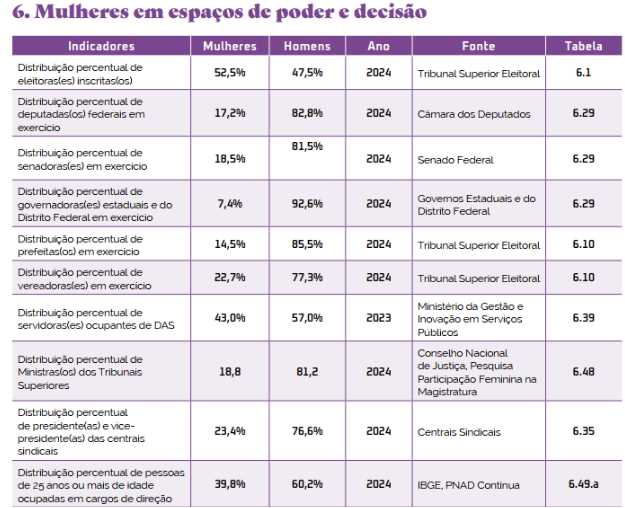 6. Mulheres em espaços de poder e decisão
Indicadores Mulheres Homens Ano Fonte Tabela
Distribuição percentual de
eleitoras(es) inscritas(os) 52,5% 47,5% 2024 Tribunal Superior Eleitoral 6.1
Distribuição percentual de
deputadas(os) federais em
exercício 17,2% 82,8% 2024 Câmara dos Deputados 6.29
Distribuição percentual de
senadoras(es) em exercício 18,5% 81,5% 2024 Senado Federal 6.29
Distribuição percentual de
governadoras(es) estaduais e do
Distrito Federal em exercício 7,4% 92,6% 2024 Governos Estaduais e do
Distrito Federal 6.29
Distribuição percentual de
prefeitas(os) em exercício 14,5% 85,5% 2024 Tribunal Superior Eleitoral 6.10
Distribuição percentual de
vereadoras(es) em exercício 22,7% 77,3% 2024 Tribunal Superior Eleitoral 6.10
Distribuição percentual de
servidoras(es) ocupantes de DAS 43,0% 57,0% 2023 Ministério da Gestão e
Inovação em Serviços
Públicos 6.39
Distribuição percentual de
Ministras(os) dos Tribunais
Superiores 18,8 81,2 2024 Conselho Nacional
de Justiça, Pesquisa
Participação Feminina na
Magistratura 6.48
Distribuição percentual
de presidente(as) e vice-
presidente(as) das centrais
sindicais 23,4% 76,6% 2024 Centrais Sindicais 6.35
Distribuição percentual de pessoas
de 25 anos ou mais de idade
ocupadas em cargos de direção 39,8% 60,2% 2024 IBGE, PNAD Contínua 6.49.a